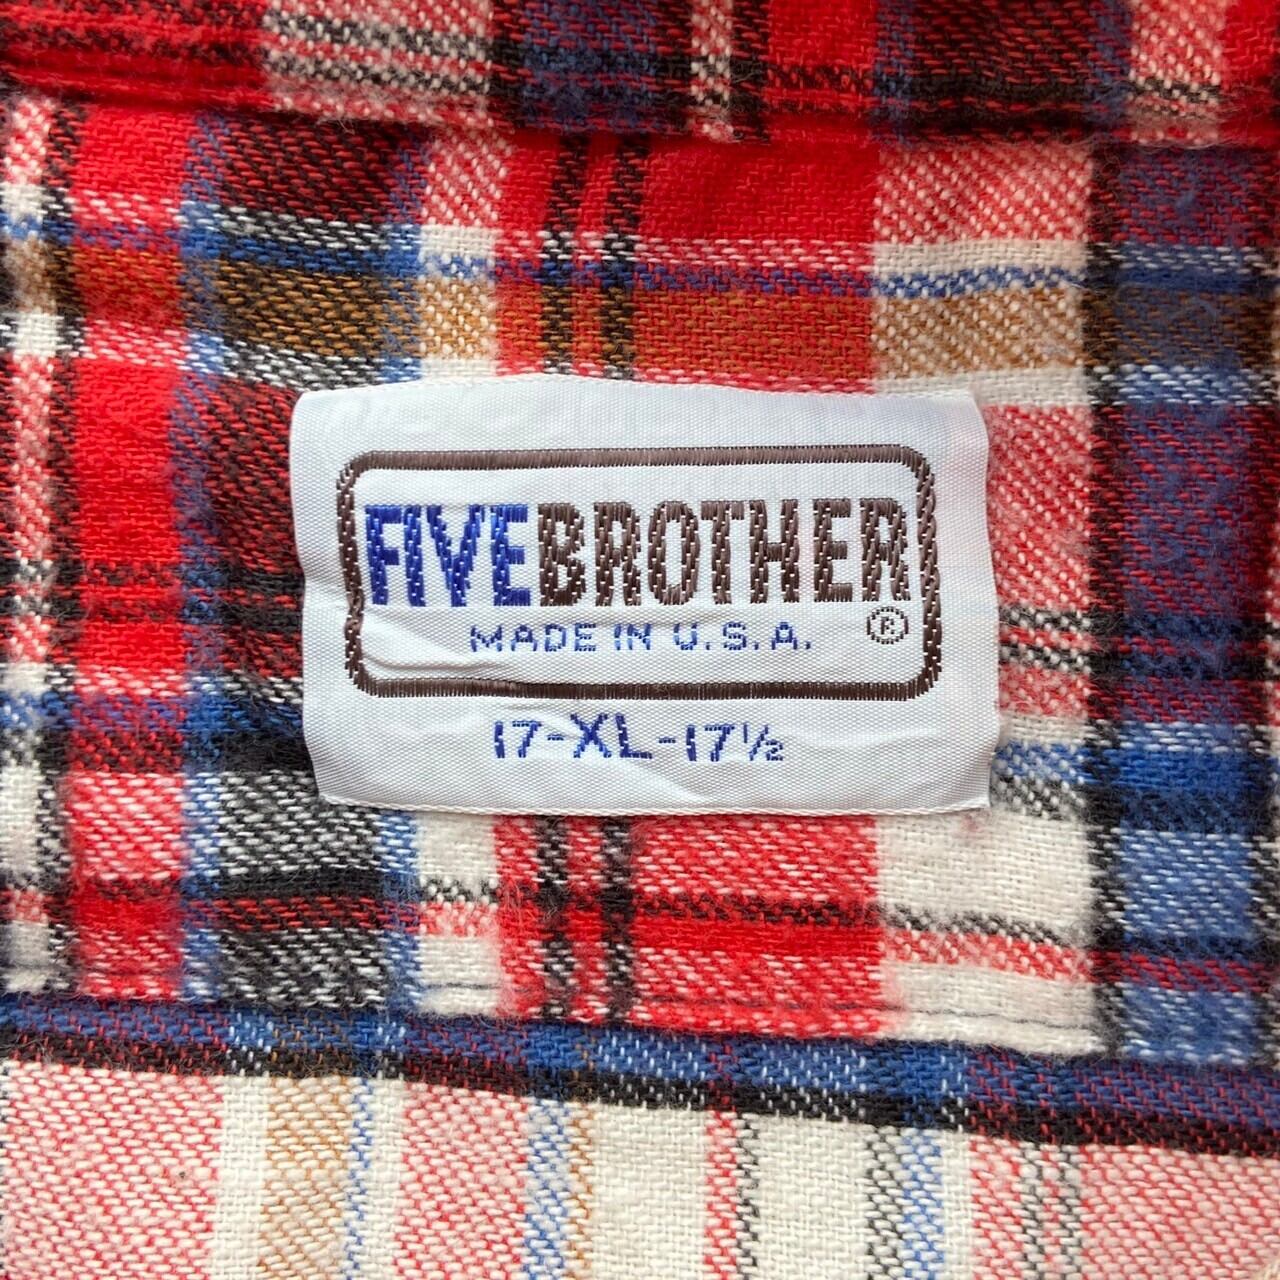 FIVEBROTHER
MADE IN U.S.A. ®
17-XL-17½